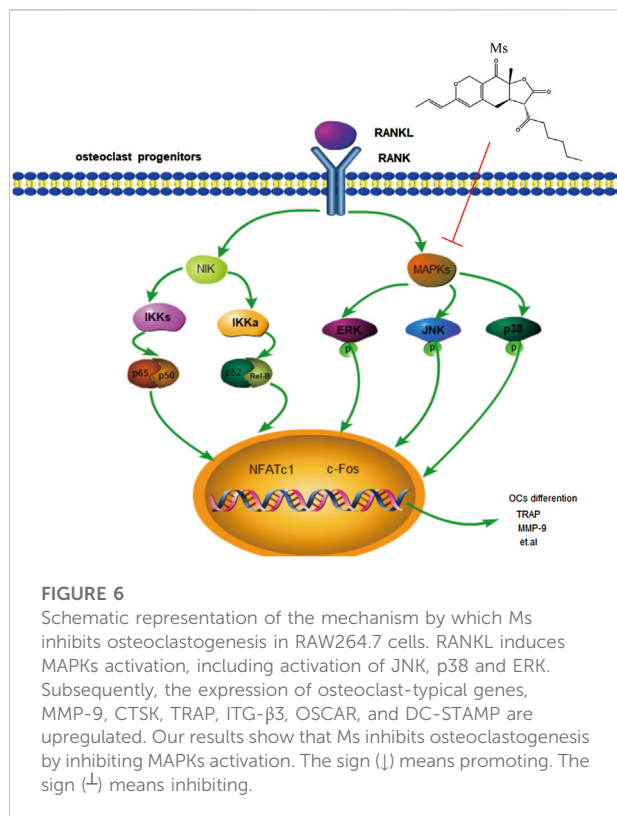 Ms
O
O
O
O
O
RANKL
RANK
osteoclast progenitors
NIK
MAPKs
IKKs
IKKa
ERK
JNK
p38
P
P
P
p65
p50
p52
Rel-B
NFATc1
c-Fos
OCs differention
TRAP
MMP-9
et.al
FIGURE 6
Schematic representation of the mechanism by which Ms
inhibits osteoclastogenesis in RAW264.7 cells. RANKL induces
MAPKs activation, including activation of JNK, p38 and ERK.
Subsequently, the expression of osteoclast-typical genes,
MMP-9, CTSK, TRAP, ITG-β3, OSCAR, and DC-STAMP are
upregulated. Our results show that Ms inhibits osteoclastogenesis
by inhibiting MAPKs activation. The sign (↓) means promoting. The
sign (┴) means inhibiting.